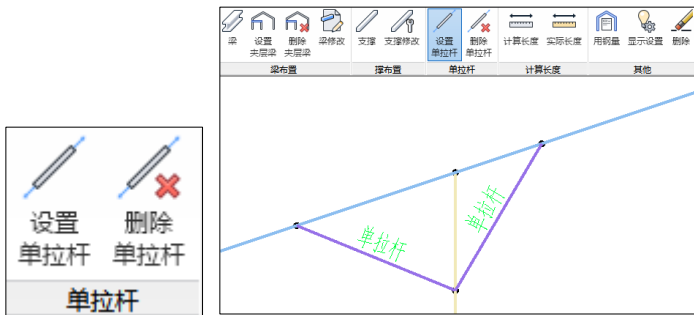 设置
单拉杆
删除
单拉杆
单拉杆
梁
设置
夹层梁
删除
夹层梁
梁修改
支撑
支撑修改
设置
单拉杆
删除
单拉杆
计算长度
实际长度
用钢量
显示设置
删除
梁布置
撑布置
单拉杆
计算长度
其他
单拉杆
单拉杆